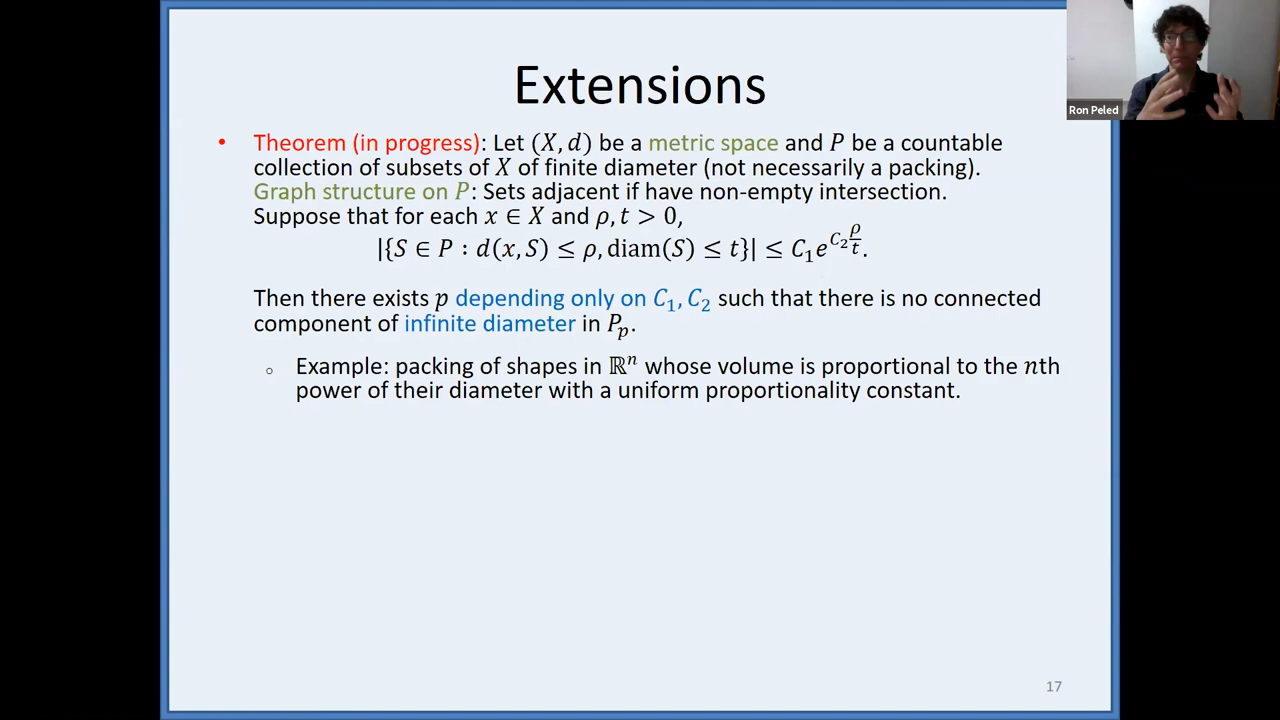 Extensions
Ron Peled
• Theorem (in progress): Let (X, d) be a metric space and P be a countable
collection of subsets of X of finite diameter (not necessarily a packing).
Graph structure on P: Sets adjacent if have non-empty intersection.
Suppose that for each x ∈ X and ρ, t > 0,
|{S ∈ P : d(x, S) ≤ ρ, diam(S) ≤ t}| ≤ C₁e^{C₂ρ/t}.
Then there exists p depending only on C₁, C₂ such that there is no connected
component of infinite diameter in Pₚ.
○ Example: packing of shapes in ℝⁿ whose volume is proportional to the nth
power of their diameter with a uniform proportionality constant.
17